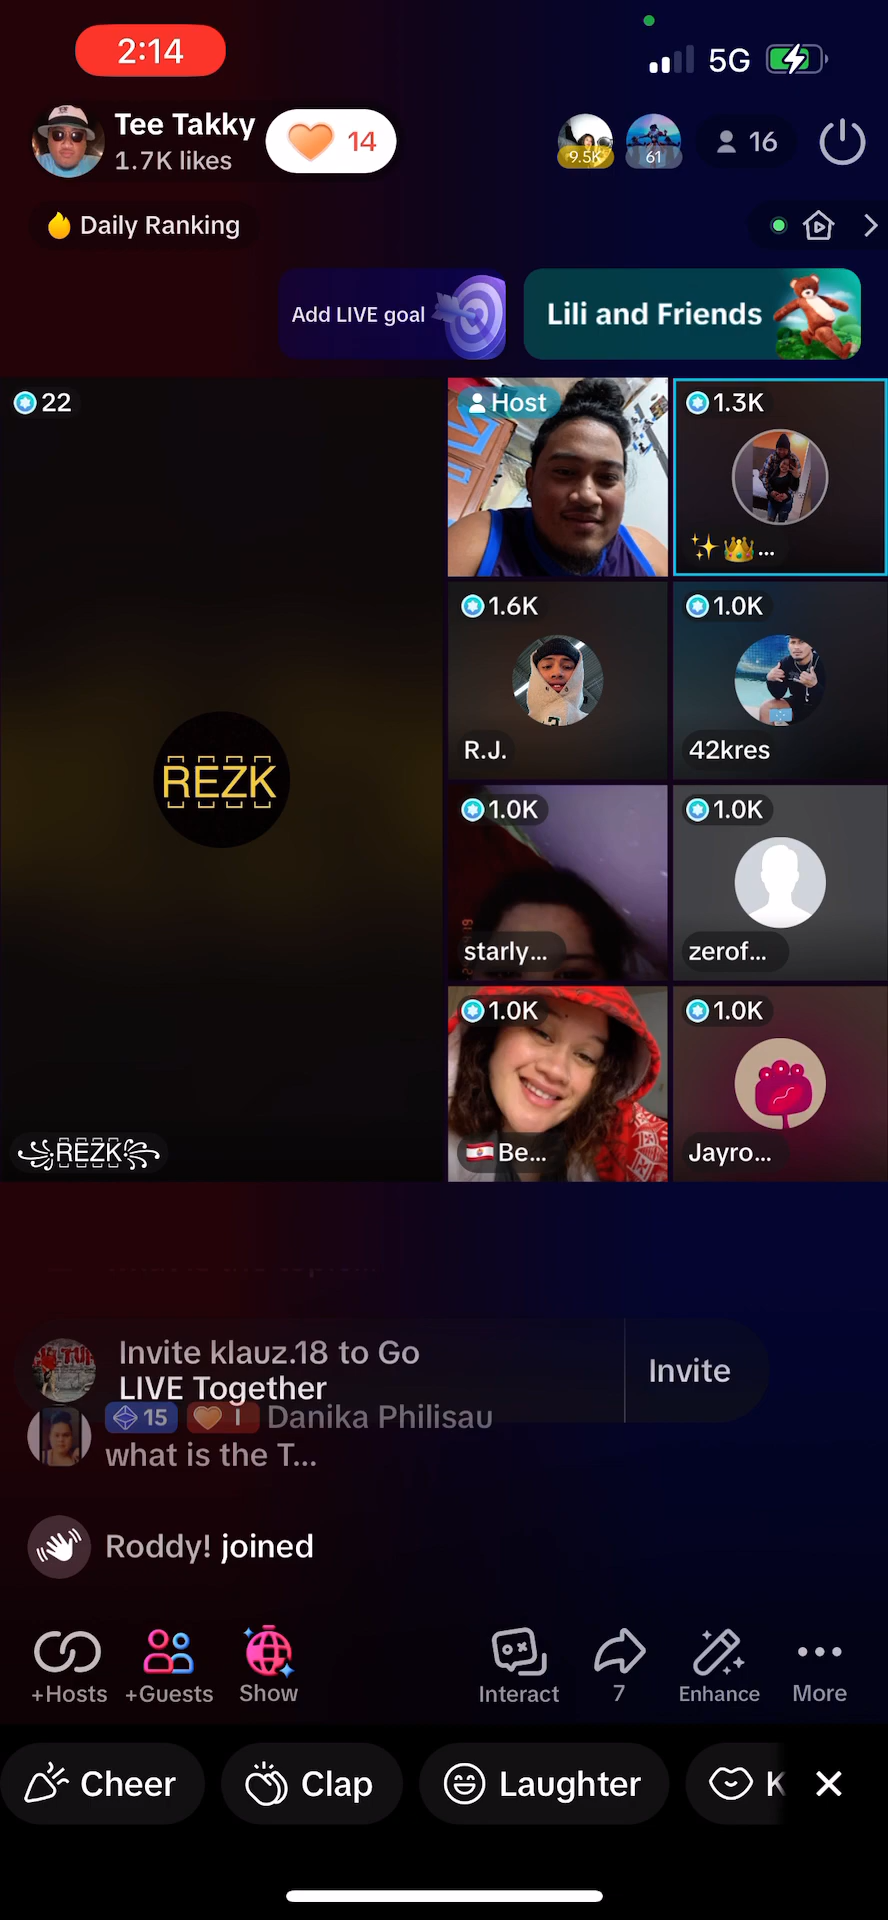 2:14
5G
Tee Takky
1.7K likes
14
9.5K
61
16
Daily Ranking
Add LIVE goal
Lili and Friends
22
Host
1.3K
✨👑...
1.6K
R.J.
1.0K
42kres
REZK
1.0K
starly...
1.0K
zerof...
1.0K
🇵🇫Be...
1.0K
Jayro...
꧁REZK꧂
Invite klauz.18 to Go
LIVE Together
Invite
15
I
Danika Philisau
what is the T...
Roddy! joined
+Hosts
+Guests
Show
Interact
7
Enhance
More
Cheer
Clap
Laughter
K